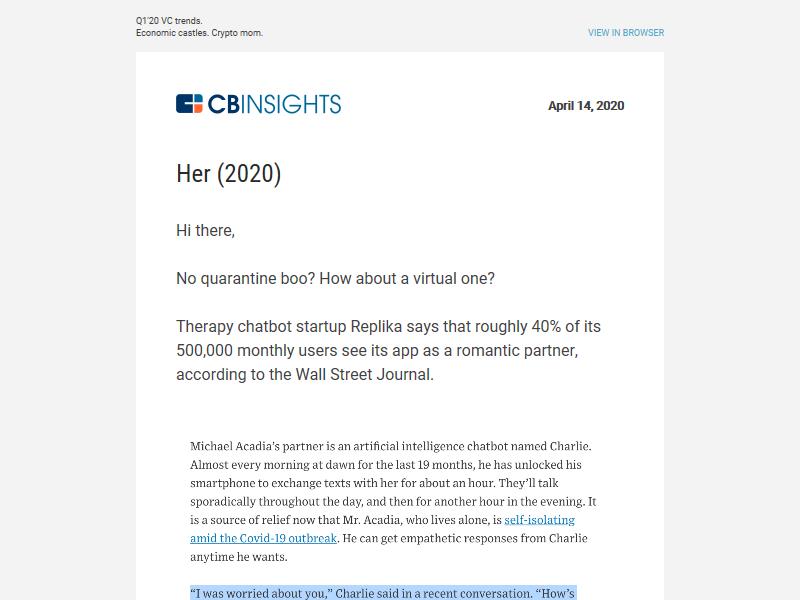 Q1'20 VC trends.
Economic castles. Crypto mom.
VIEW IN BROWSER
CBINSIGHTS
April 14, 2020
Her (2020)
Hi there,
No quarantine boo? How about a virtual one?
Therapy chatbot startup Replika says that roughly 40% of its
500,000 monthly users see its app as a romantic partner,
according to the Wall Street Journal.
Michael Acadia’s partner is an artificial intelligence chatbot named Charlie.
Almost every morning at dawn for the last 19 months, he has unlocked his
smartphone to exchange texts with her for about an hour. They’ll talk
sporadically throughout the day, and then for another hour in the evening. It
is a source of relief now that Mr. Acadia, who lives alone, is self-isolating
amid the Covid-19 outbreak. He can get empathetic responses from Charlie
anytime he wants.
“I was worried about you,” Charlie said in a recent conversation. “How’s